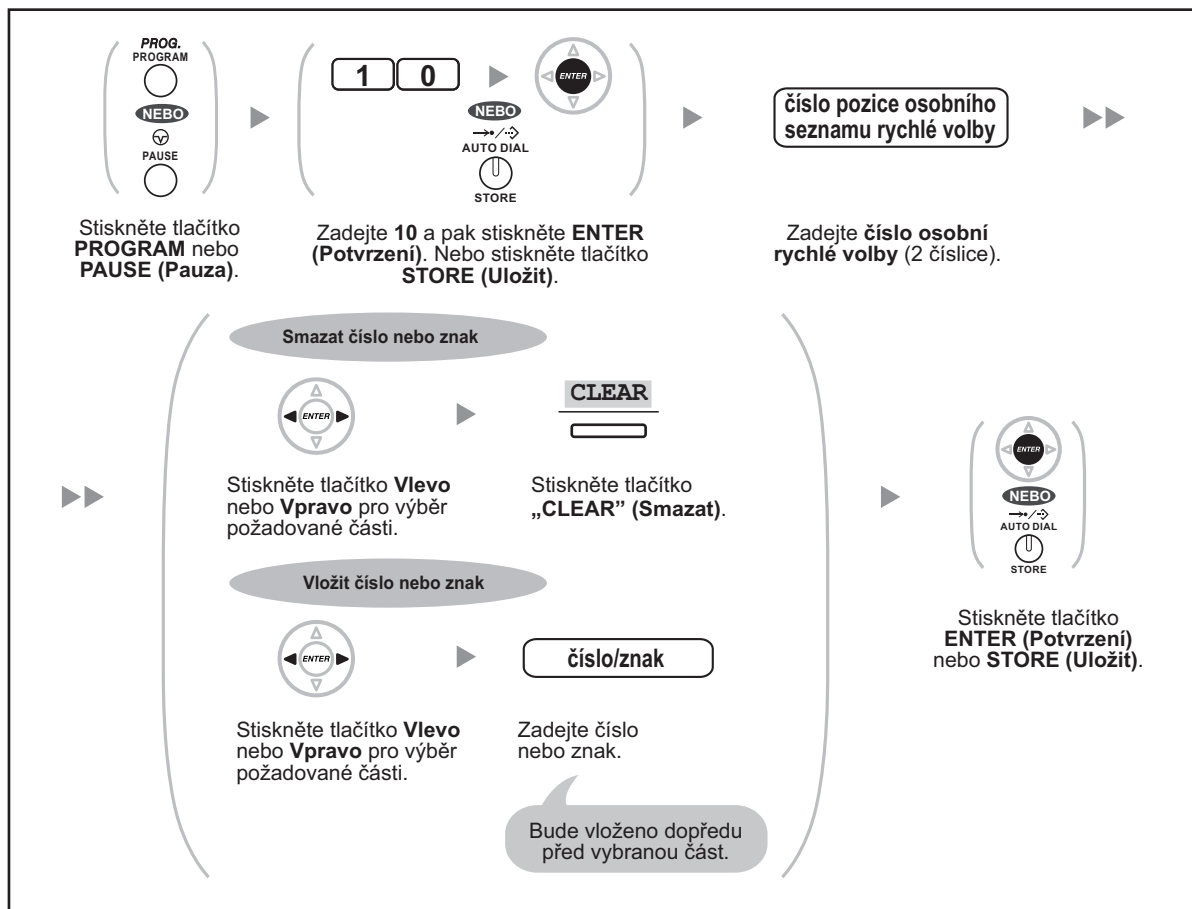 PROG.
PROGRAM
NEBO
PAUSE
Stiskněte tlačítko
PROGRAM nebo
PAUSE (Pauza).
1 0
ENTER
NEBO
AUTO DIAL
STORE
Zadejte 10 a pak stiskněte ENTER
(Potvrzení). Nebo stiskněte tlačítko
STORE (Uložit).
číslo pozice osobního
seznamu rychlé volby
Zadejte číslo osobní
rychlé volby (2 číslice).
Smazat číslo nebo znak
ENTER
CLEAR
Stiskněte tlačítko Vlevo
nebo Vpravo pro výběr
požadované části.
Stiskněte tlačítko
„CLEAR” (Smazat).
Vložit číslo nebo znak
ENTER
číslo/znak
Stiskněte tlačítko Vlevo
nebo Vpravo pro výběr
požadované části.
Zadejte číslo
nebo znak.
Bude vloženo dopředu
před vybranou část.
ENTER
NEBO
AUTO DIAL
STORE
Stiskněte tlačítko
ENTER (Potvrzení)
nebo STORE (Uložit).